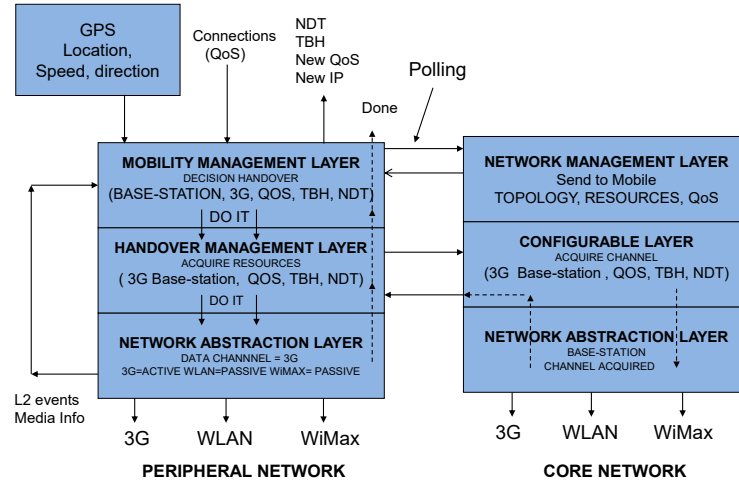 GPS
Location,
Speed, direction
Connections
(QoS)
NDT
TBH
New QoS
New IP
Done
Polling
MOBILITY MANAGEMENT LAYER
DECISION HANDOVER
(BASE-STATION, 3G, QOS, TBH, NDT)
DO IT
HANDOVER MANAGEMENT LAYER
ACQUIRE RESOURCES
( 3G Base-station, QOS, TBH, NDT)
DO IT
NETWORK ABSTRACTION LAYER
DATA CHANNNEL = 3G
3G=ACTIVE WLAN=PASSIVE WiMAX= PASSIVE
L2 events
Media Info
3G
WLAN
WiMax
PERIPHERAL NETWORK
NETWORK MANAGEMENT LAYER
Send to Mobile
TOPOLOGY, RESOURCES, QoS
CONFIGURABLE LAYER
ACQUIRE CHANNEL
(3G Base-station , QOS, TBH, NDT)
NETWORK ABSTRACTION LAYER
BASE-STATION
CHANNEL ACQUIRED
3G
WLAN
WiMax
CORE NETWORK